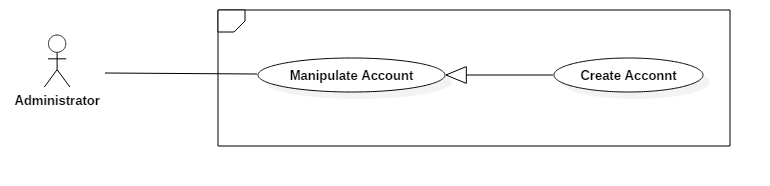 Manipulate Account
Create Acconnt
Administrator